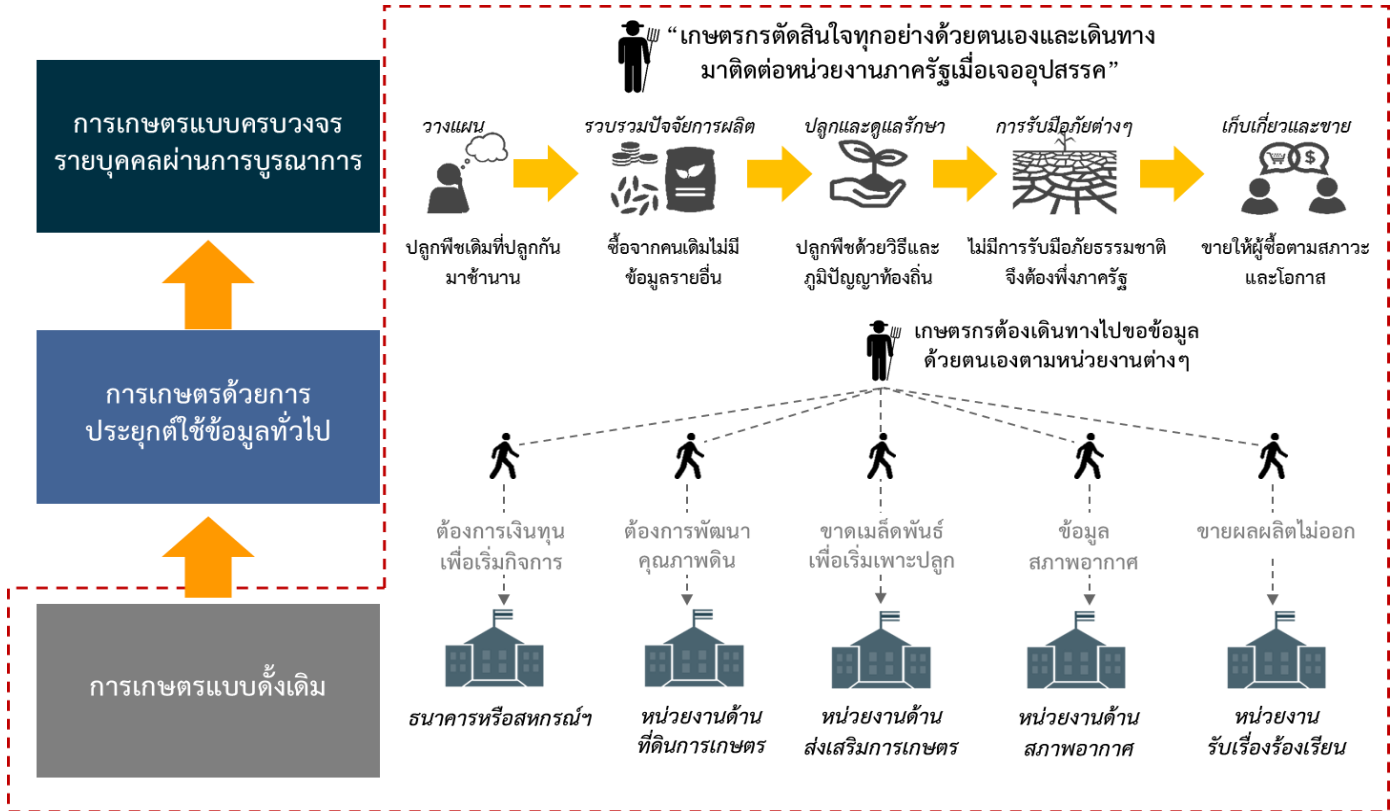 การเกษตรแบบครบวงจร
รายบุคคลผ่านการบูรณาการ
การเกษตรด้วยการ
ประยุกต์ใช้ข้อมูลทั่วไป
การเกษตรแบบดั้งเดิม
“เกษตรกรตัดสินใจทุกอย่างด้วยตนเองและเดินทาง
มาติดต่อหน่วยงานภาครัฐเมื่อเจออุปสรรค”
วางแผน
รวบรวมปัจจัยการผลิต
ปลูกและดูแลรักษา
การรับมือภัยต่างๆ
เก็บเกี่ยวและขาย
$
ปลูกพืชเดิมที่ปลูกกัน
มาช้านาน
ซื้อจากคนเดิมไม่มี
ข้อมูลรายอื่น
ปลูกพืชด้วยวิธีและ
ภูมิปัญญาท้องถิ่น
ไม่มีการรับมือภัยธรรมชาติ
จึงต้องพึ่งภาครัฐ
ขายให้ผู้ซื้อตามสภาวะ
และโอกาส
เกษตรกรต้องเดินทางไปขอข้อมูล
ด้วยตนเองตามหน่วยงานต่างๆ
ต้องการเงินทุน
เพื่อเริ่มกิจการ
ต้องการพัฒนา
คุณภาพดิน
ขาดเมล็ดพันธ์
เพื่อเริ่มเพาะปลูก
ข้อมูล
สภาพอากาศ
ขายผลผลิตไม่ออก
ธนาคารหรือสหกรณ์ฯ
หน่วยงานด้าน
ที่ดินการเกษตร
หน่วยงานด้าน
ส่งเสริมการเกษตร
หน่วยงานด้าน
สภาพอากาศ
หน่วยงาน
รับเรื่องร้องเรียน